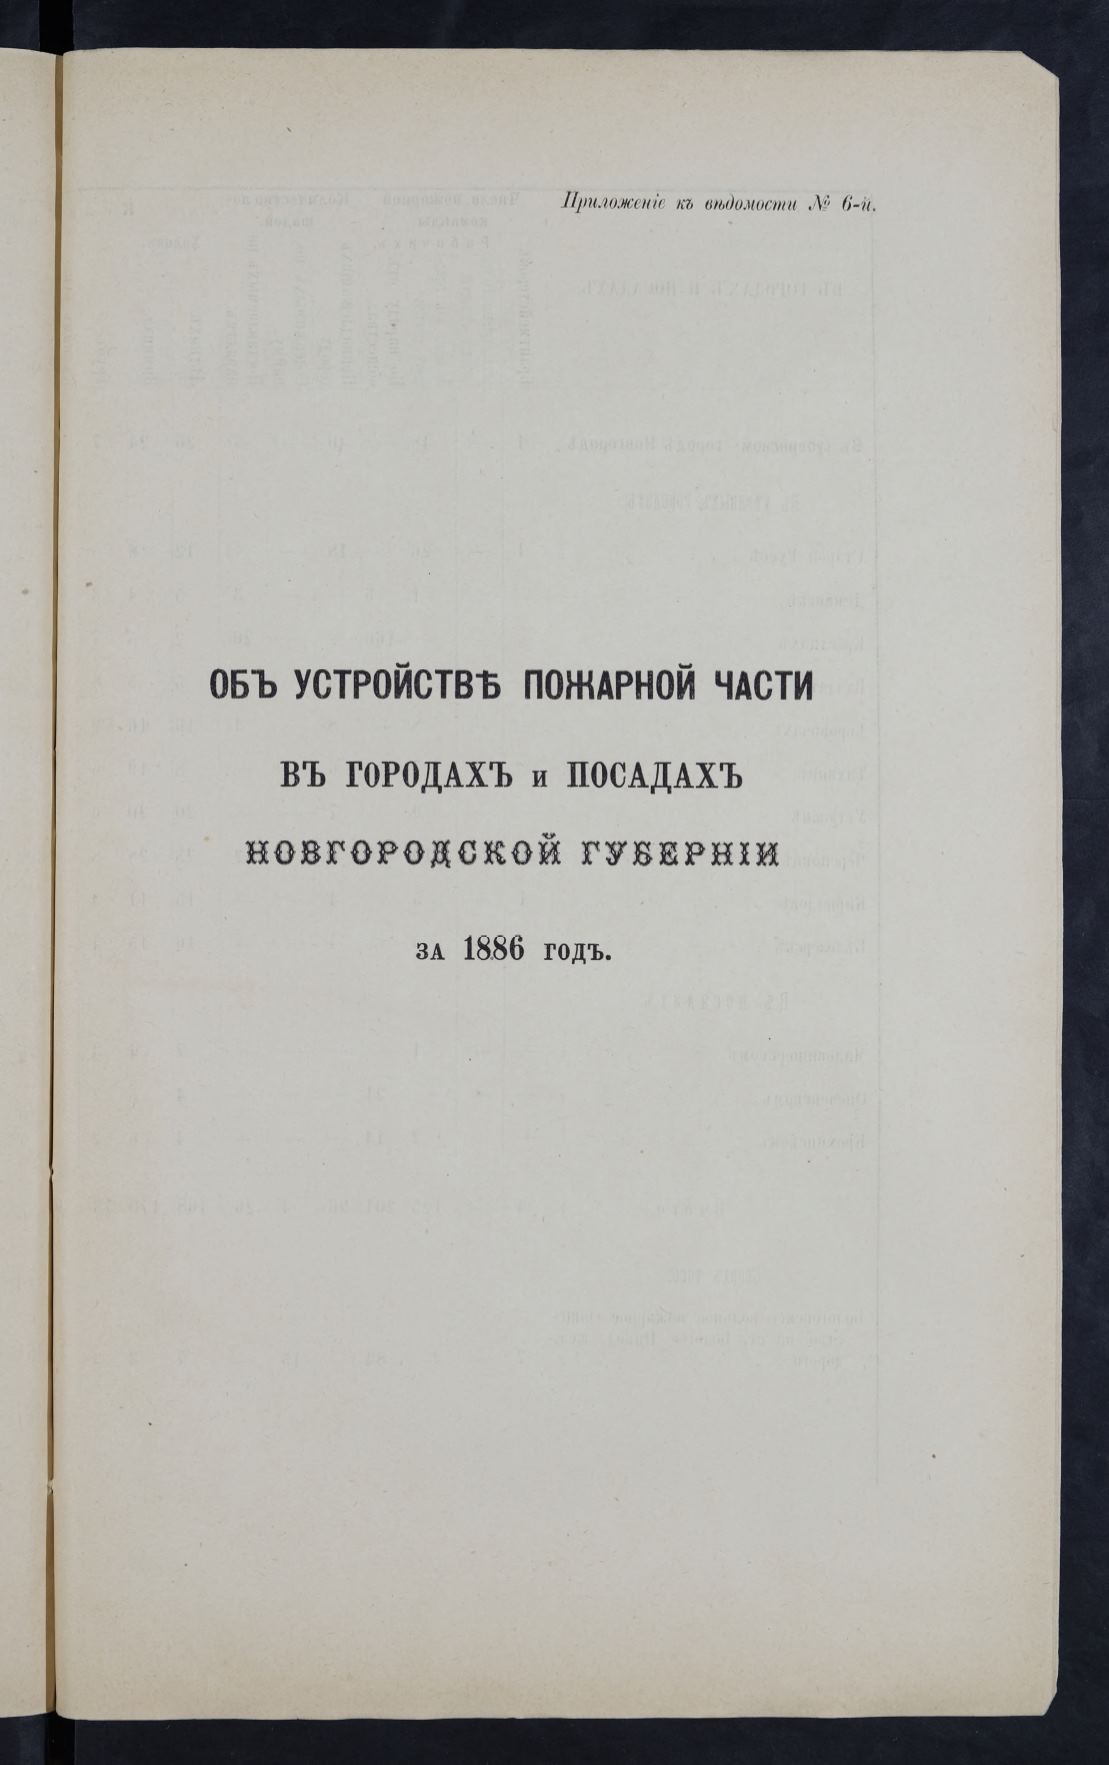 Приложеніе къ вѣдомости № 6-й.
ОБЪ УСТРОЙСТВѢ ПОЖАРНОЙ ЧАСТИ
ВЪ ГОРОДАХЪ и ПОСАДАХЪ
НОВГОРОДСКОЙ ГУБЕРНІИ
ЗА 1886 ГОДЪ.